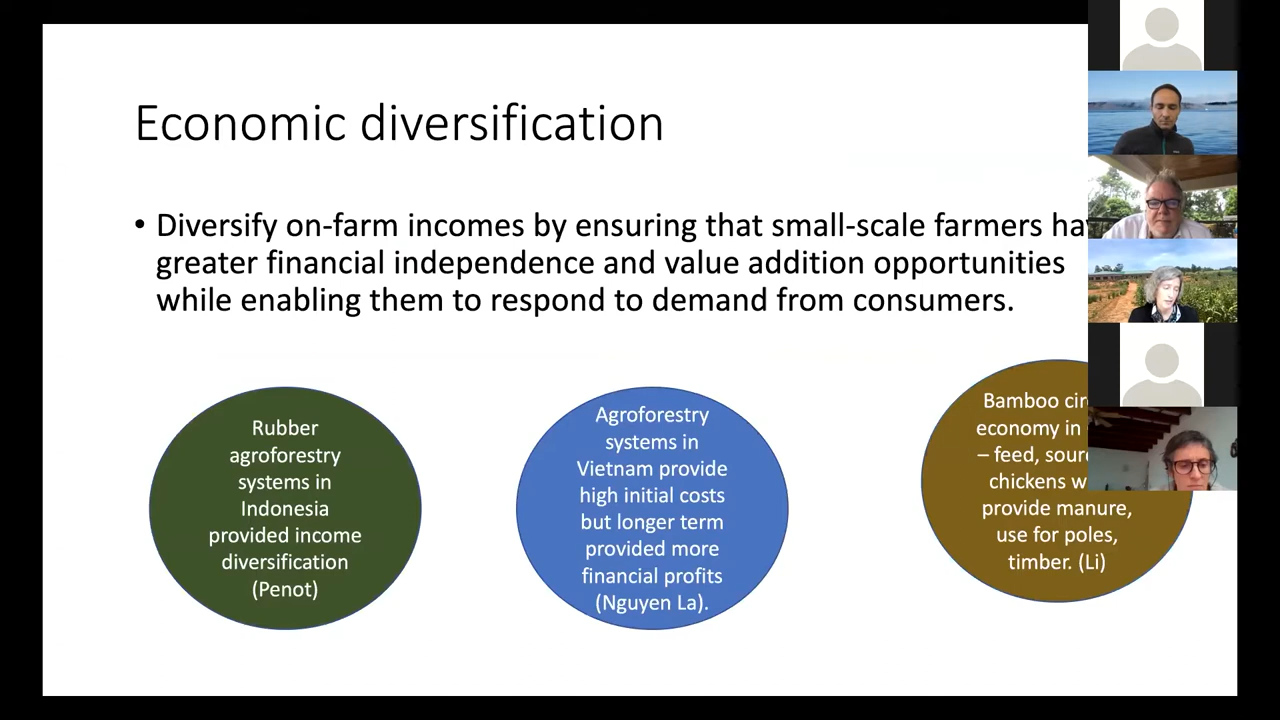 Economic diversification
• Diversify on-farm incomes by ensuring that small-scale farmers
greater financial independence and value addition opportunities
while enabling them to respond to demand from consumers.
Rubber
agroforestry
systems in
Indonesia
provided income
diversification
(Penot)
Agroforestry
systems in
Vietnam provide
high initial costs
but longer term
provided more
financial profits
(Nguyen La).
Bamboo
economy in
– feed,
chickens
provide manure,
use for poles,
timber. (Li)